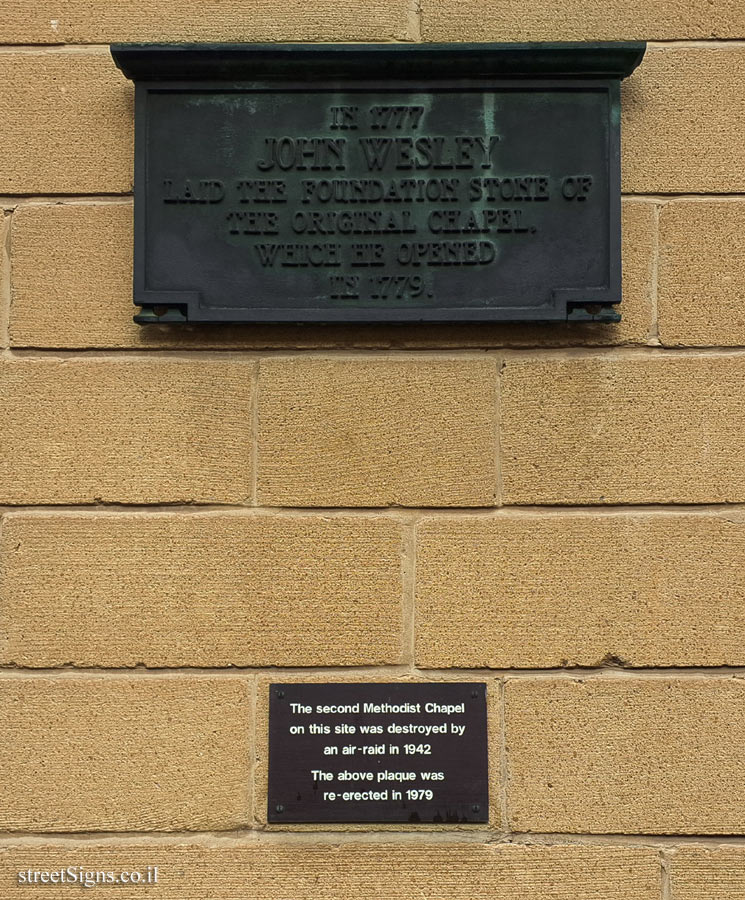 IN 1777
JOHN WESLEY
LAID THE FOUNDATION STONE OF
THE ORIGINAL CHAPEL,
WHICH HE OPENED
IN 1779.
The second Methodist Chapel
on this site was destroyed by
an air-raid in 1942
The above plaque was
re-erected in 1979
streetSigns.co.il